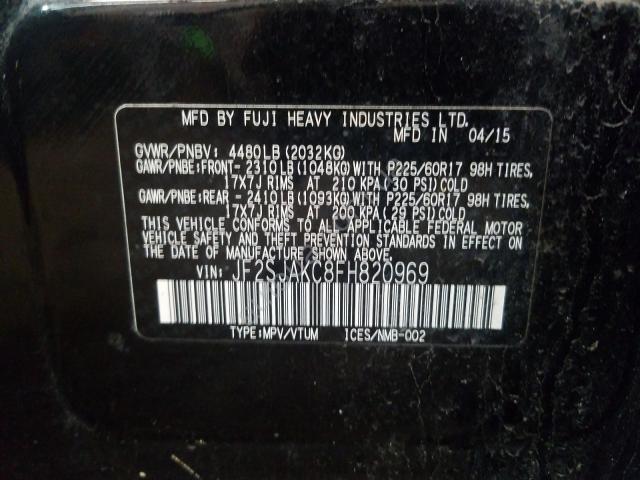 MFD BY FUJI HEAVY INDUSTRIES LTD.
MFD IN 04/15
GVWR/PNBV: 4480LB(2032KG)
GAWR/PNBE:FRONT- 2310LB(1048KG)WITH P225/60R17 98H TIRES,
17X7J RIMS AT 210 KPA(30 PSI)COLD
GAWR/PNBE:REAR - 2410LB(1093KG)WITH P225/60R17 98H TIRES,
17X7J RIMS AT 200 KPA(29 PSI)COLD
THIS VEHICLE CONFORMS TO ALL APPLICABLE FEDERAL MOTOR
VEHICLE SAFETY AND THEFT PREVENTION STANDARDS IN EFFECT ON
THE DATE OF MANUFACTURE SHOWN ABOVE.
VIN: JF2SJAKC8FH820969
TYPE:MPV/VTUM ICES/NMB-002